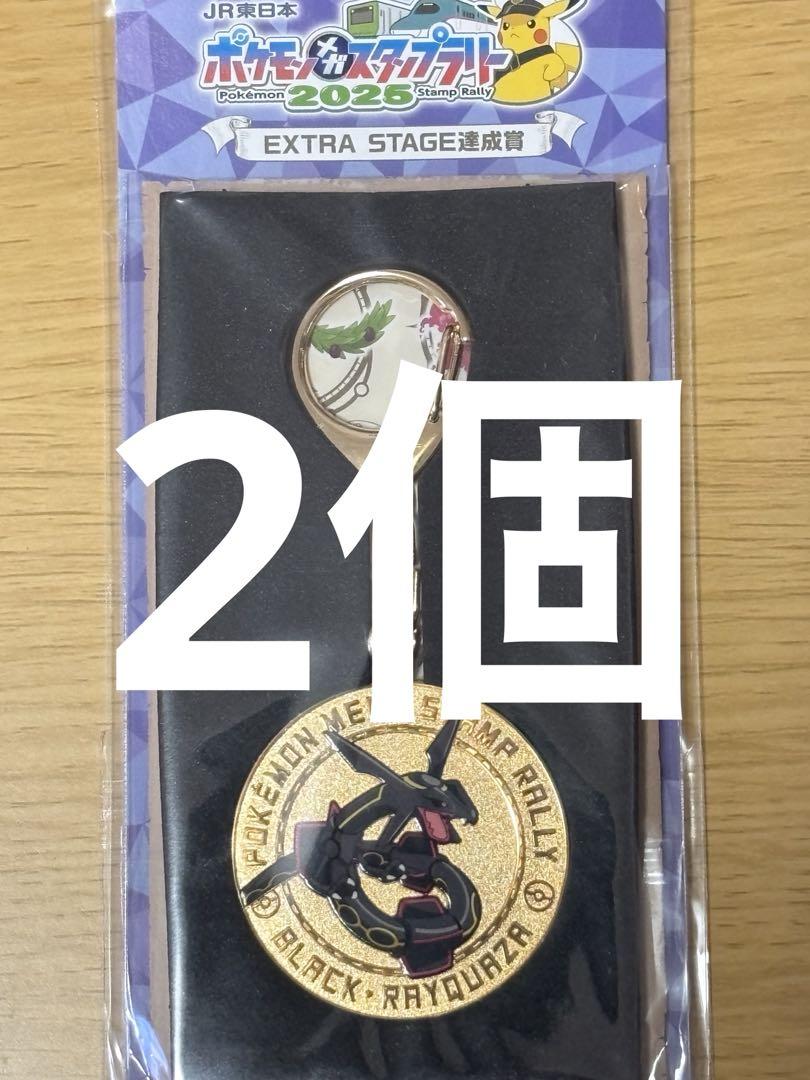 JR東日本
ポケモンメガスタンプラリー
Pokémon 2025 Stamp Rally
EXTRA STAGE達成賞
2個
POKÉMON ME STAMP RALLY
BLACK・RAYQUAZA